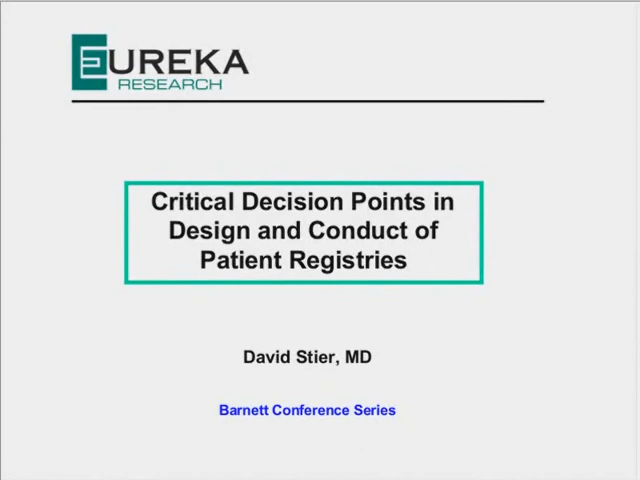 EUREKA
RESEARCH
Critical Decision Points in
Design and Conduct of
Patient Registries
David Stier, MD
Barnett Conference Series